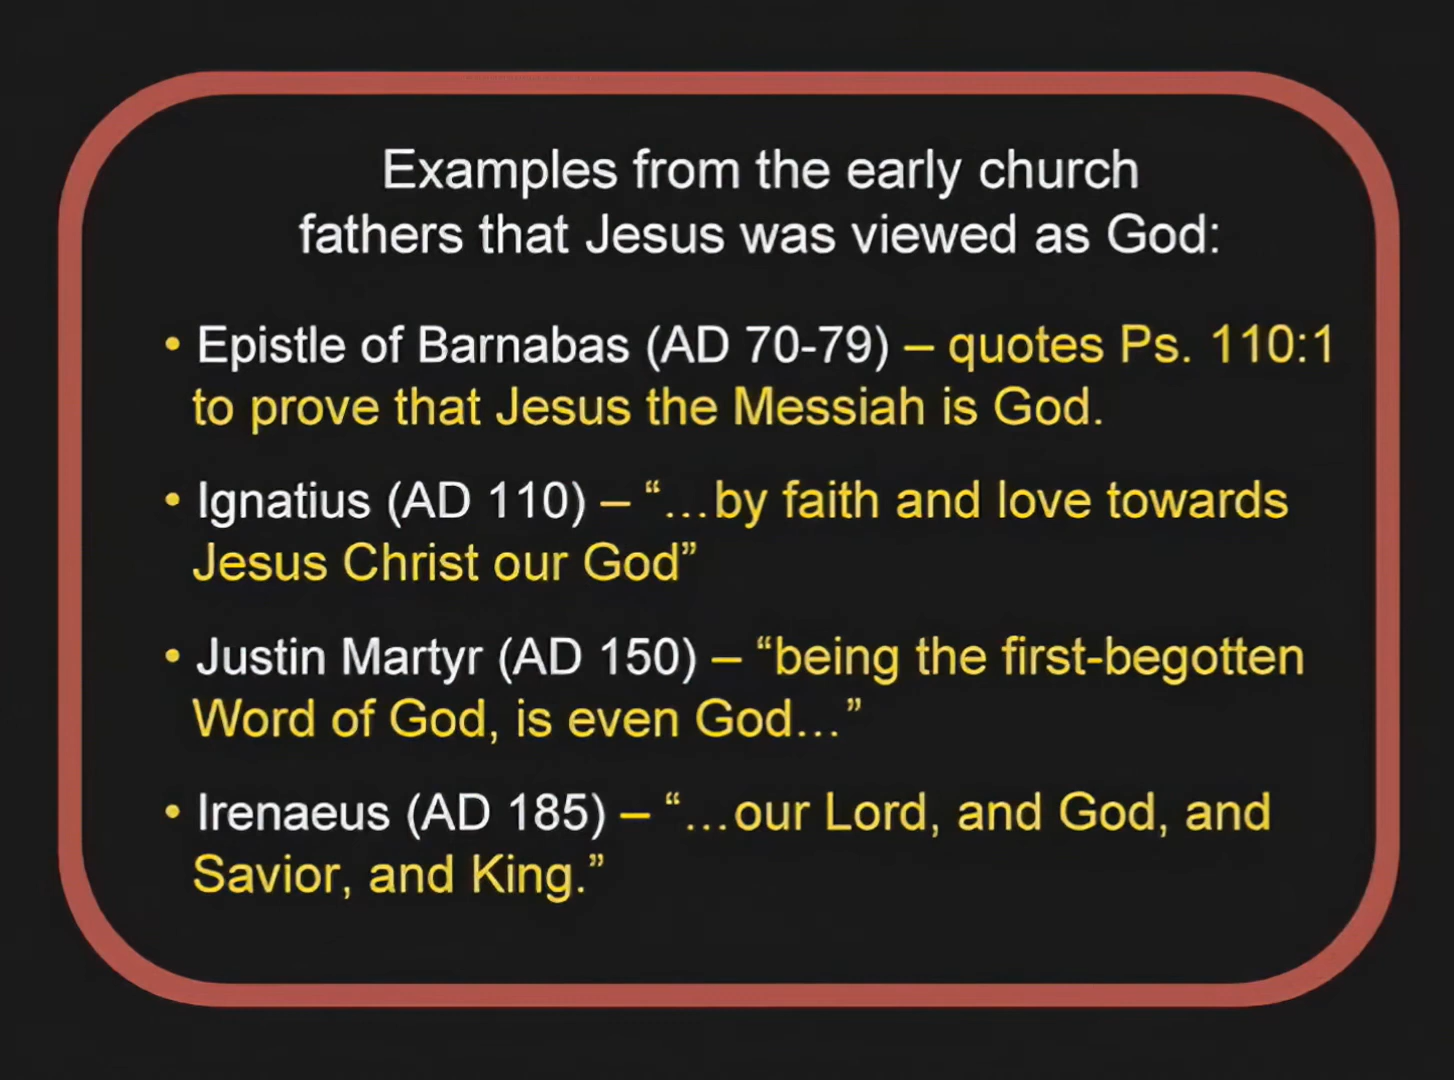 Examples from the early church
fathers that Jesus was viewed as God:
• Epistle of Barnabas (AD 70-79) – quotes Ps. 110:1
to prove that Jesus the Messiah is God.
• Ignatius (AD 110) – “…by faith and love towards
Jesus Christ our God”
• Justin Martyr (AD 150) – “being the first-begotten
Word of God, is even God…”
• Irenaeus (AD 185) – “…our Lord, and God, and
Savior, and King.”